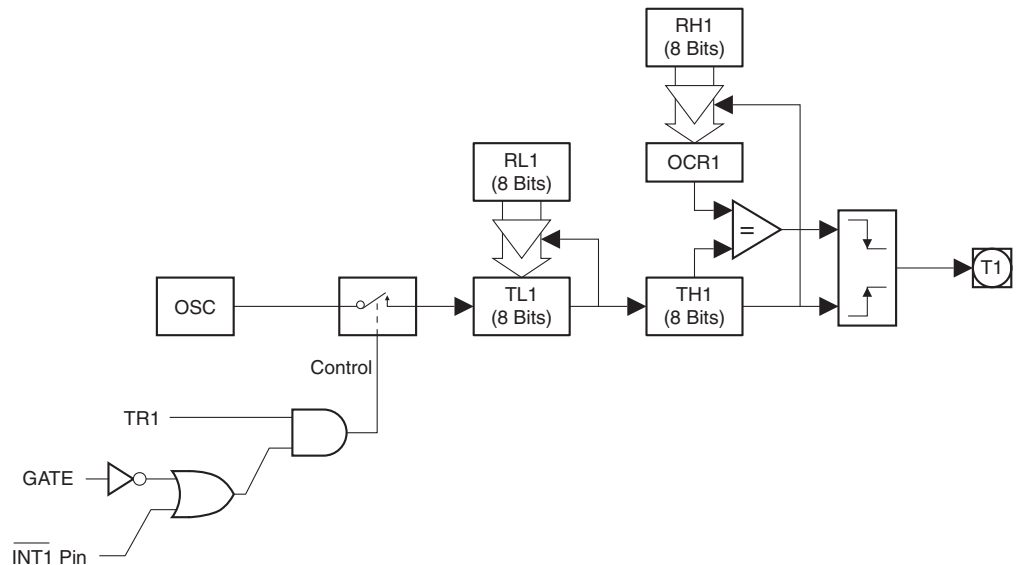 RH1
(8 Bits)
RL1
(8 Bits)
OCR1
=
OSC
TL1
(8 Bits)
TH1
(8 Bits)
T1
Control
TR1
GATE
INT1 Pin